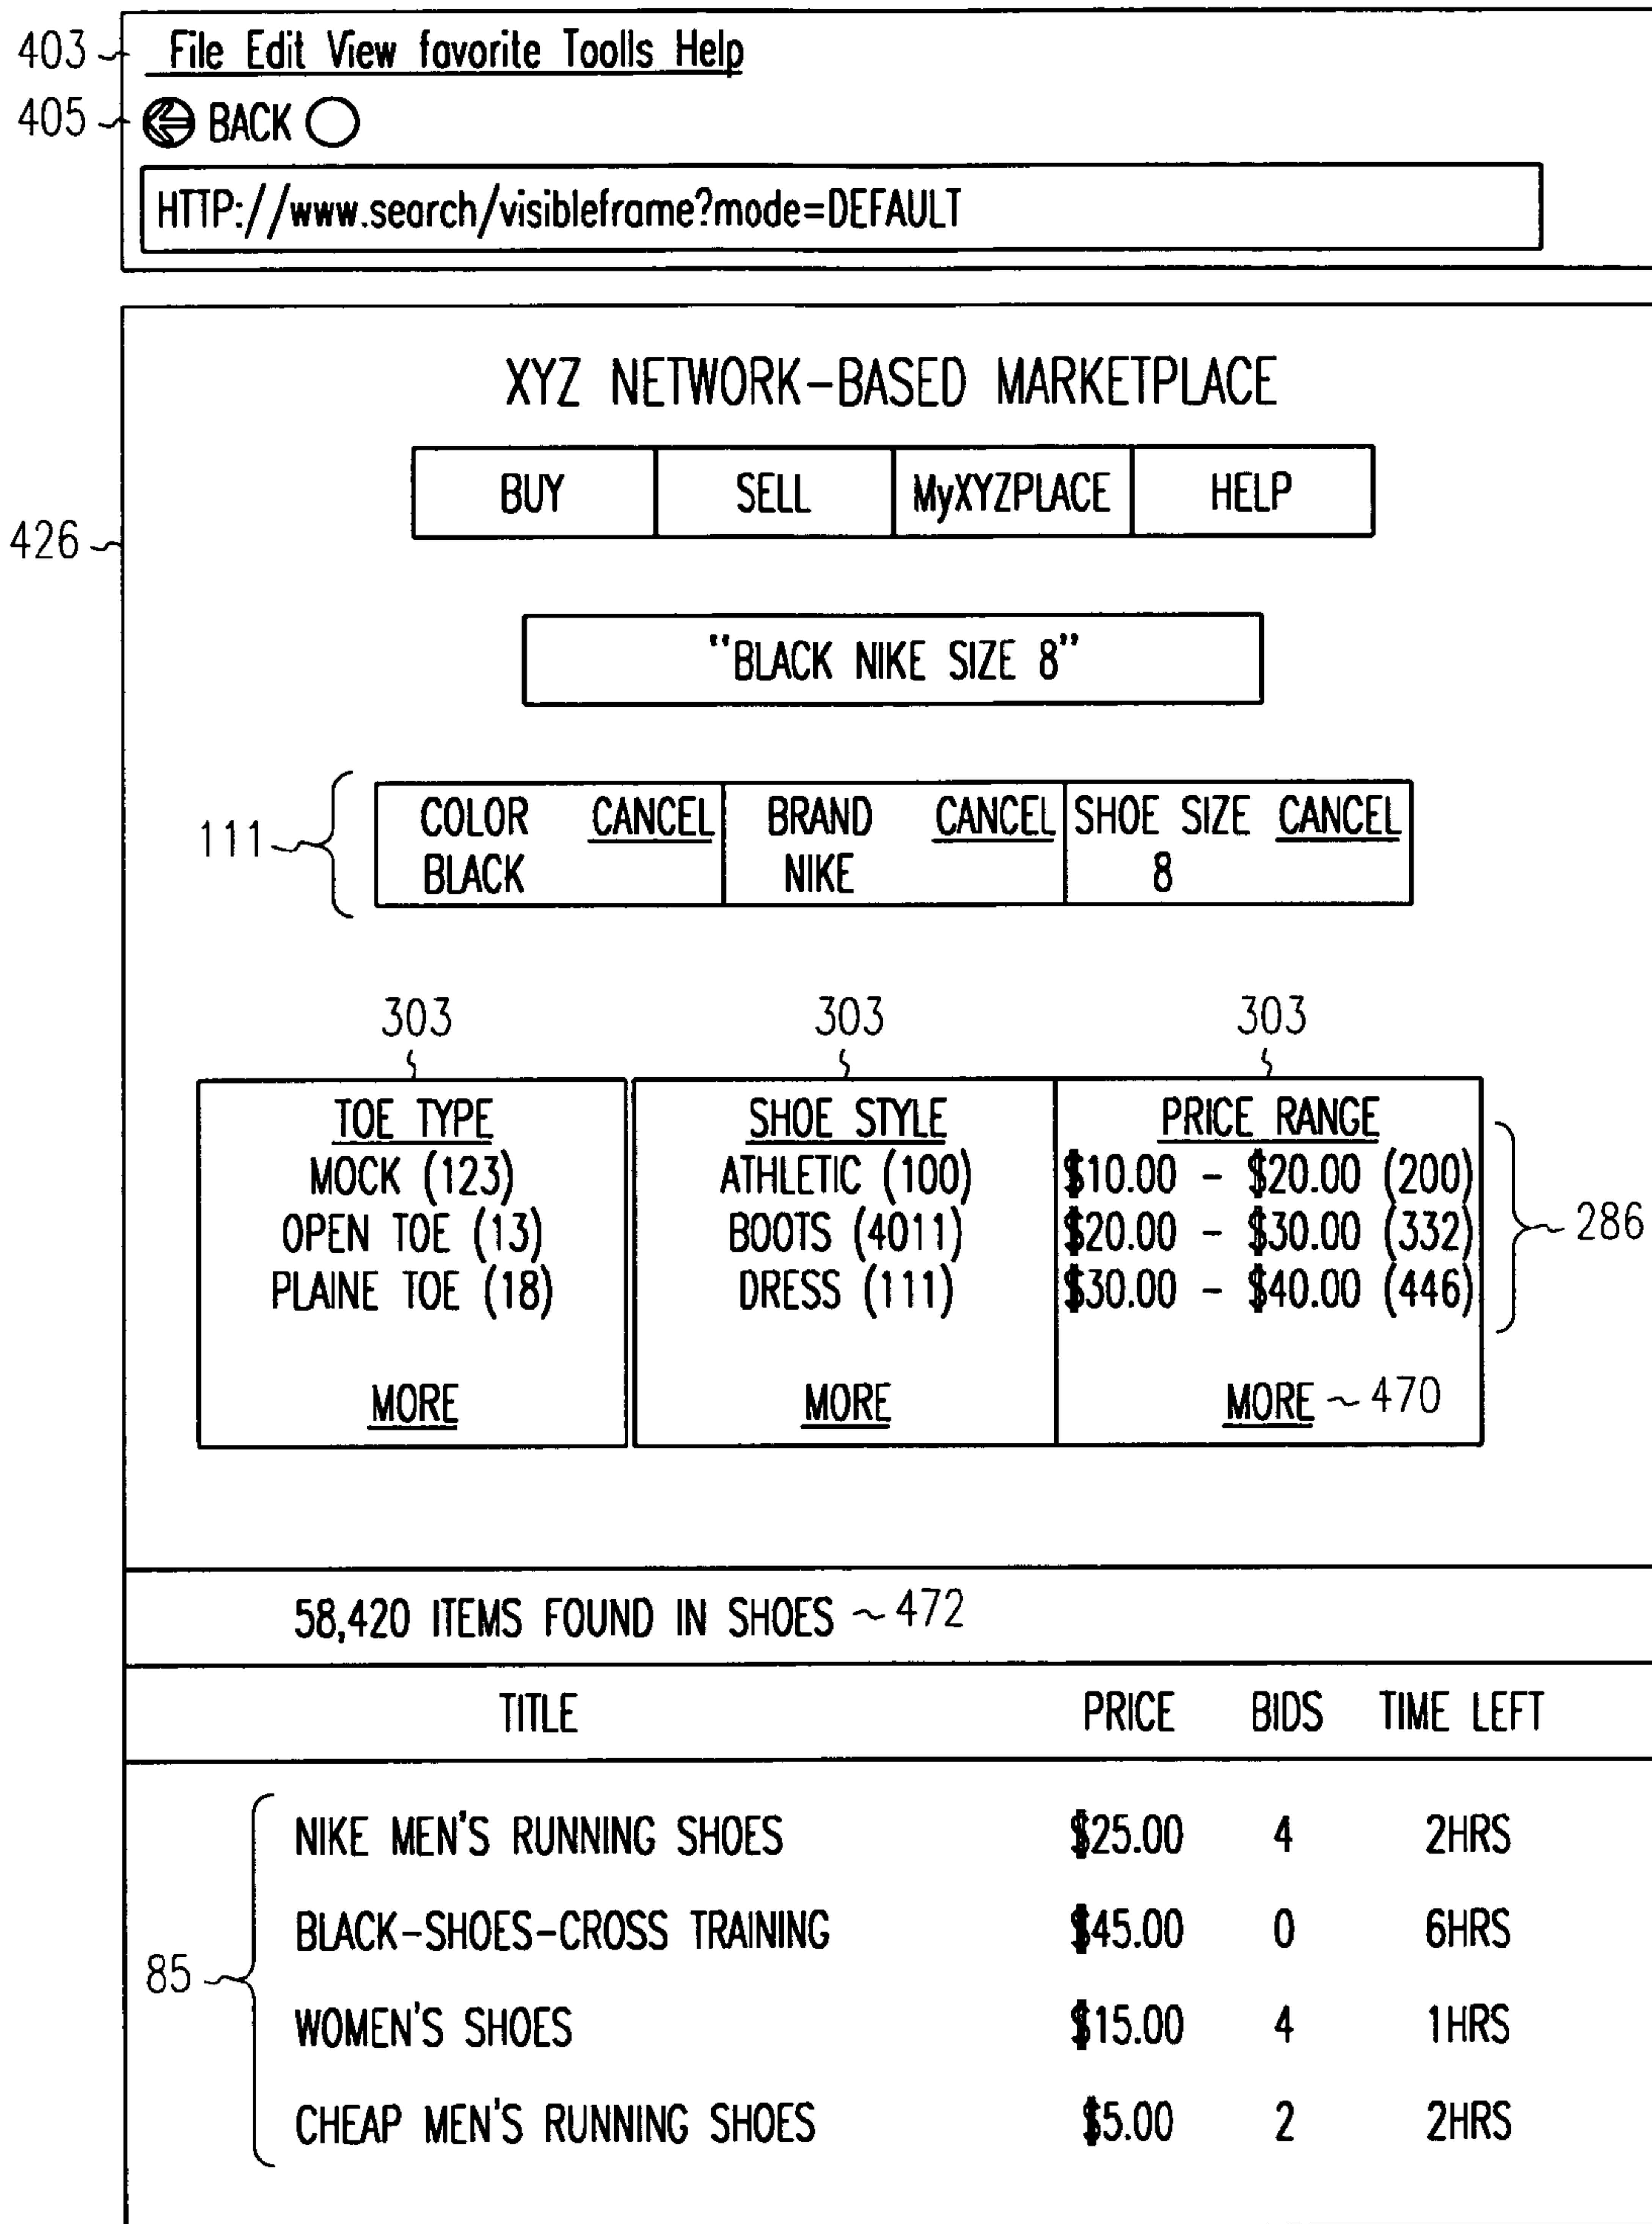 403 File Edit View favorite Toolls Help
405 BACK
HTTP://www.search/visibleframe?mode=DEFAULT
XYZ NETWORK-BASED MARKETPLACE
BUY SELL MyXYZPLACE HELP
426
"BLACK NIKE SIZE 8"
COLOR CANCEL BRAND CANCEL SHOE SIZE CANCEL
111
BLACK NIKE 8
303 303 303
TOE TYPE SHOE STYLE PRICE RANGE
MOCK (123) ATHLETIC (100) $10.00 - $20.00 (200)
OPEN TOE (13) BOOTS (4011) $20.00 - $30.00 (332) 286
PLAINE TOE (18) DRESS (111) $30.00 - $40.00 (446)
MORE MORE MORE ~ 470
58,420 ITEMS FOUND IN SHOES ~ 472
TITLE PRICE BIDS TIME LEFT
NIKE MEN'S RUNNING SHOES $25.00 4 2HRS
BLACK-SHOES-CROSS TRAINING $45.00 0 6HRS
85
WOMEN'S SHOES $15.00 4 1HRS
CHEAP MEN'S RUNNING SHOES $5.00 2 2HRS